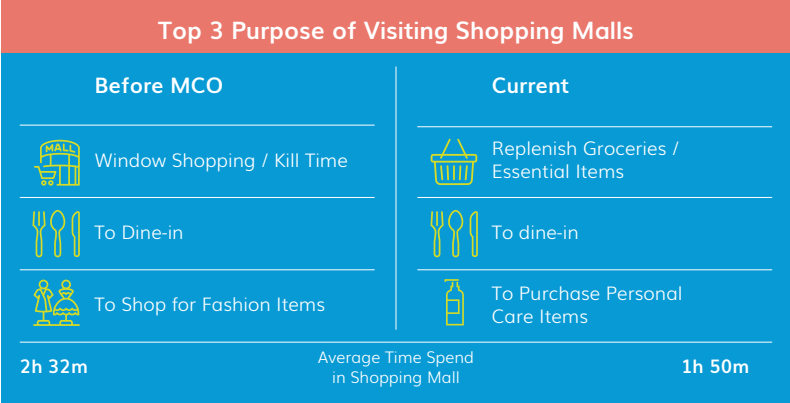 Top 3 Purpose of Visiting Shopping Malls
Before MCO
MALL
Window Shopping / Kill Time
To Dine-in
To Shop for Fashion Items
Current
Replenish Groceries /
Essential Items
To dine-in
To Purchase Personal
Care Items
2h 32m
Average Time Spend
in Shopping Mall
1h 50m